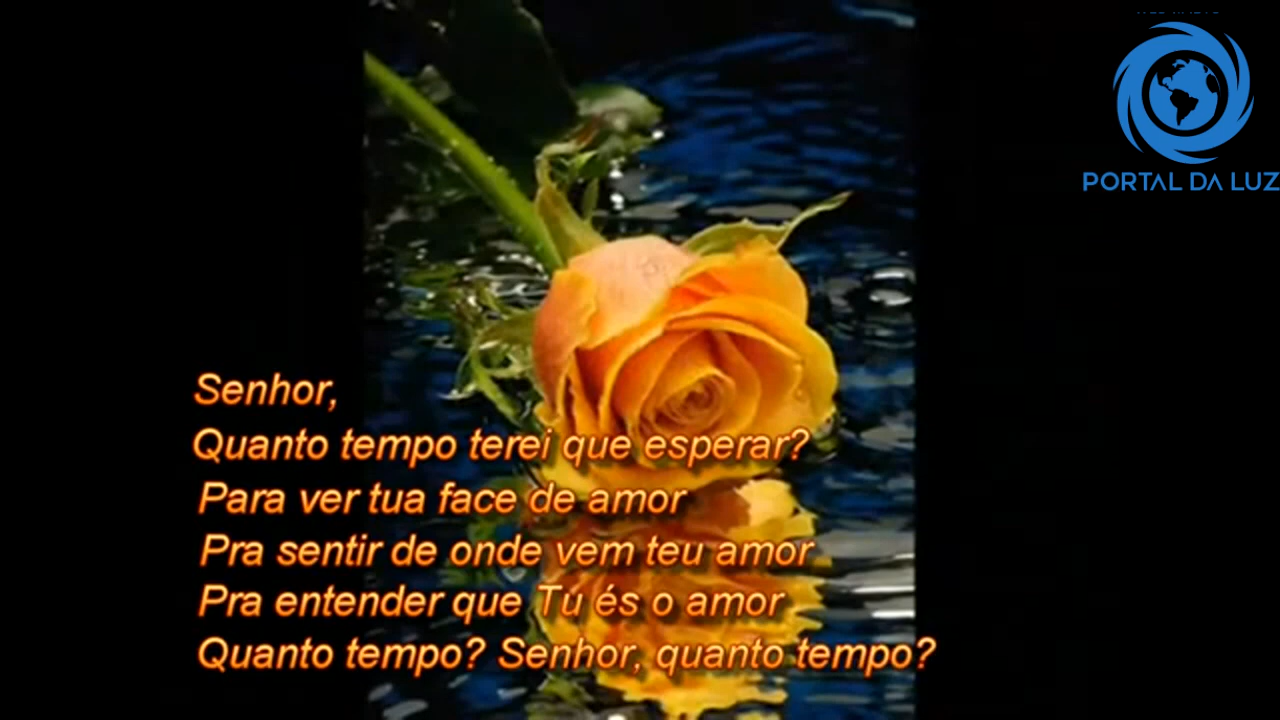 PORTAL DA LUZ
Senhor,
Quanto tempo terei que esperar?
Para ver tua face de amor
Pra sentir de onde vem teu amor
Pra entender que Tú és o amor
Quanto tempo? Senhor, quanto tempo?